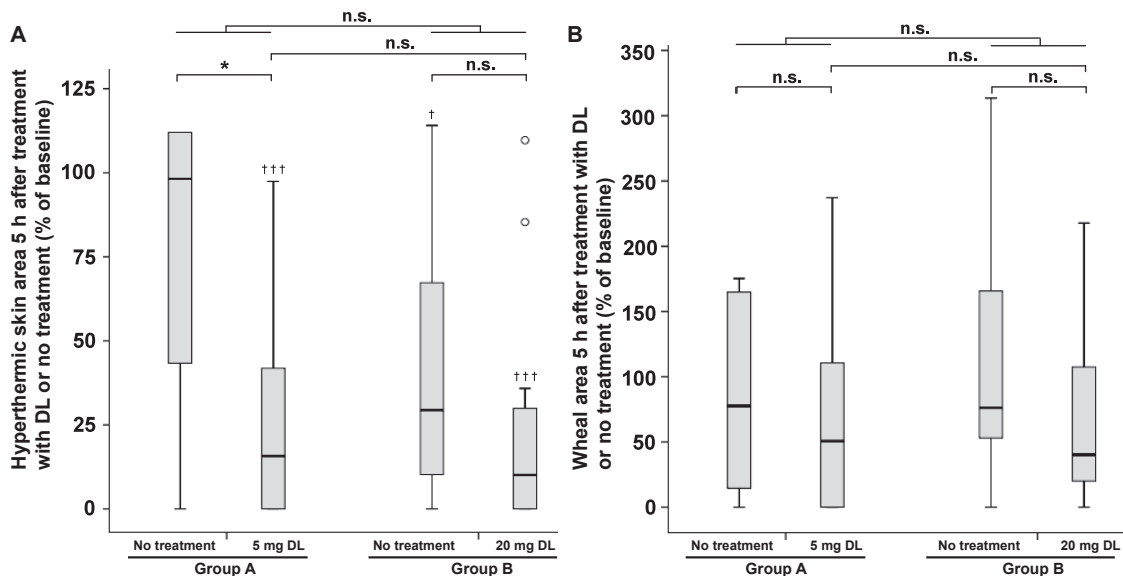 A
n.s.
n.s.
*
n.s.
Hyperthermic skin area 5 h after treatment
with DL or no treatment (% of baseline)
125
100
75
50
25
0
†††
†
†††
No treatment
5 mg DL
No treatment
20 mg DL
Group A
Group B
B
n.s.
n.s.
n.s.
n.s.
Wheal area 5 h after treatment with DL
or no treatment (% of baseline)
350
300
250
200
150
100
50
0
No treatment
5 mg DL
No treatment
20 mg DL
Group A
Group B